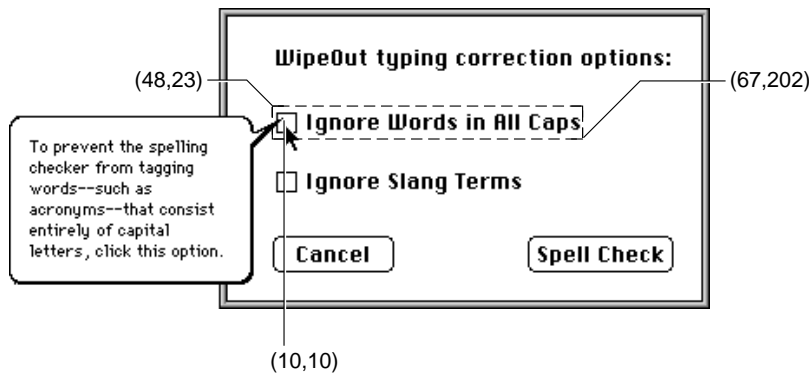 WipeOut typing correction options:
(48,23)
(67,202)
Ignore Words in All Caps
To prevent the spelling
checker from tagging
words--such as
acronyms--that consist
entirely of capital
letters, click this option.
Ignore Slang Terms
Cancel
Spell Check
(10,10)